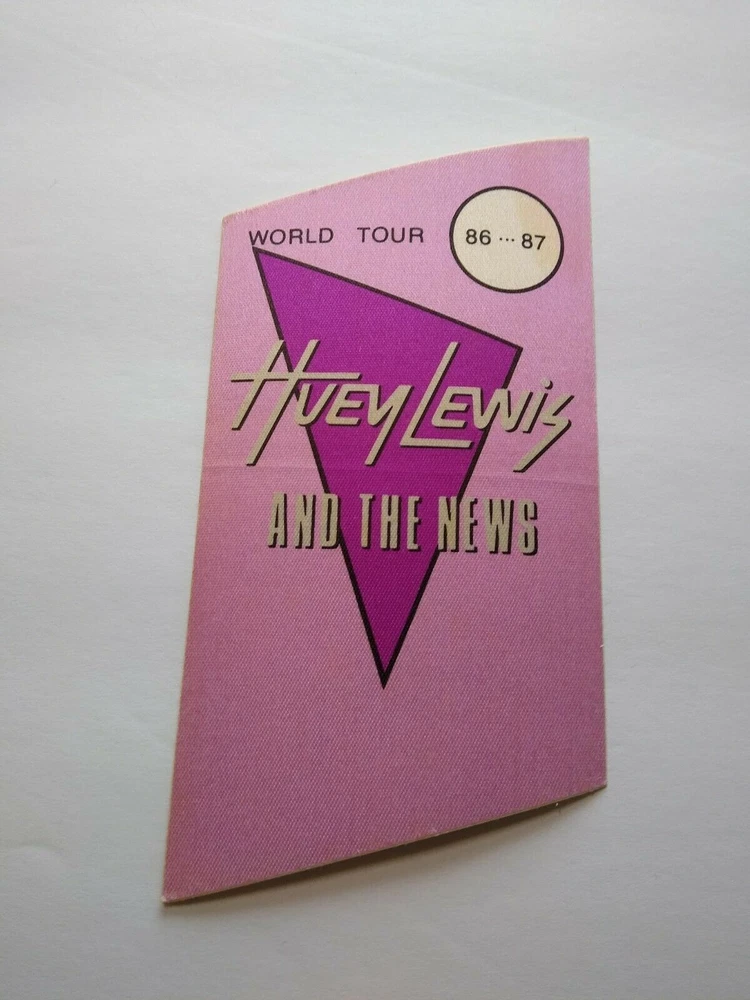 WORLD TOUR 86 ··· 87
HUEY LEWIS
AND THE NEWS